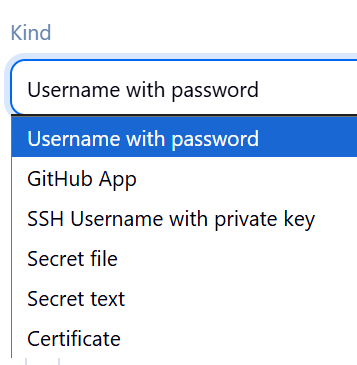 Kind
Username with password
Username with password
GitHub App
SSH Username with private key
Secret file
Secret text
Certificate